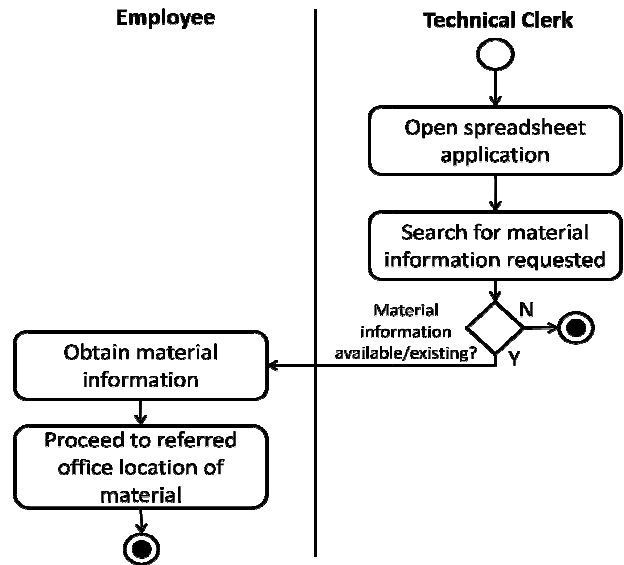 Employee
Technical Clerk
Open spreadsheet
application
Search for material
information requested
Material
information
available/existing?
N
Y
Obtain material
information
Proceed to referred
office location of
material